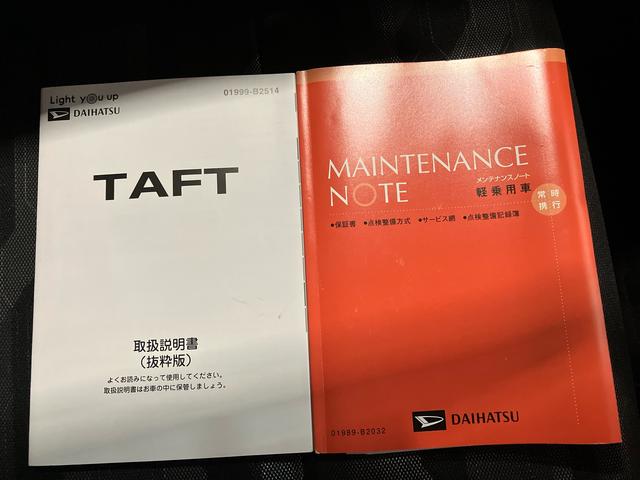 Light you up
01999-B2514
DAIHATSU
TAFT
取扱説明書
(抜粋版)
よくお読みになって使用してください。
取扱説明書はお車の中に保管しましょう。
MAINTENANCE
NOTE
メンテナンスノート
軽乗用車
常時
携行
●保証書 ●点検整備方式 ●サービス網 ●点検整備記録簿
DAIHATSU
01989-B2032